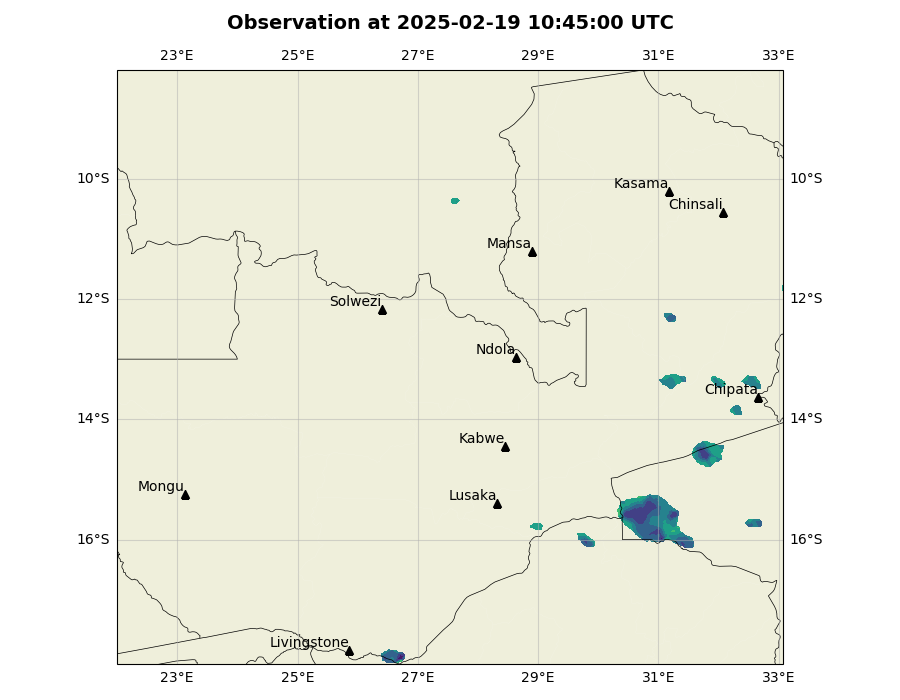 Observation at 2025-02-19 10:45:00 UTC
23°E 25°E 27°E 29°E 31°E 33°E
10°S 10°S
Kasama
Chinsali
Mansa
12°S 12°S
Solwezi
Ndola
Chipata
14°S 14°S
Kabwe
Mongu
Lusaka
16°S 16°S
Livingstone
23°E 25°E 27°E 29°E 31°E 33°E